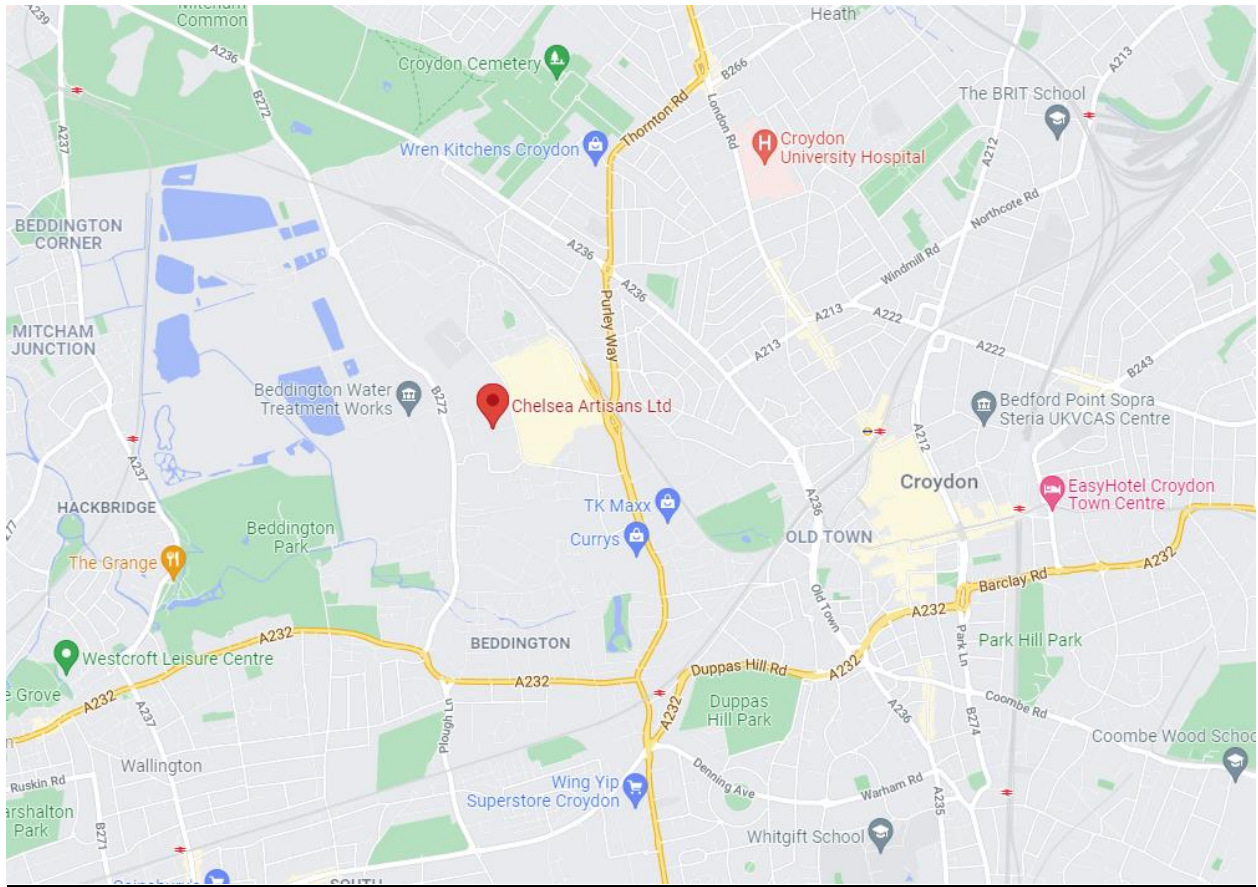 A239
Mitcham
Common
Heath
A236
A213
B266
Croydon Cemetery
The BRIT School
London Rd
Thornton Rd
B272
A237
Croydon
University Hospital
Wren Kitchens Croydon
A212
Northcote Rd
BEDDINGTON
CORNER
A236
Windmill Rd
A236
Purley Way
A213
A222
MITCHAM
JUNCTION
A213
A222
B243
Beddington Water
Treatment Works
B272
Chelsea Artisans Ltd
Bedford Point Sopra
Steria UKVCAS Centre
A212
A237
Croydon
EasyHotel Croydon
Town Centre
A236
HACKBRIDGE
TK Maxx
Beddington
Park
OLD TOWN
Currys
The Grange
Barclay Rd
A232
Old Town
A232
A232
BEDDINGTON
Park Hill Park
Park Ln
Westcroft Leisure Centre
Duppas Hill Rd
A232
e Grove
A232
A232
A232
Duppas
Hill Park
Coombe Rd
A237
A236
B274
Plough Ln
Coombe Wood School
Wallington
Denning Ave
Ruskin Rd
Wing Yip
Superstore Croydon
Warham Rd
A235
arshalton
Park
B271
Whitgift School
Sainsbury's
SOUTH